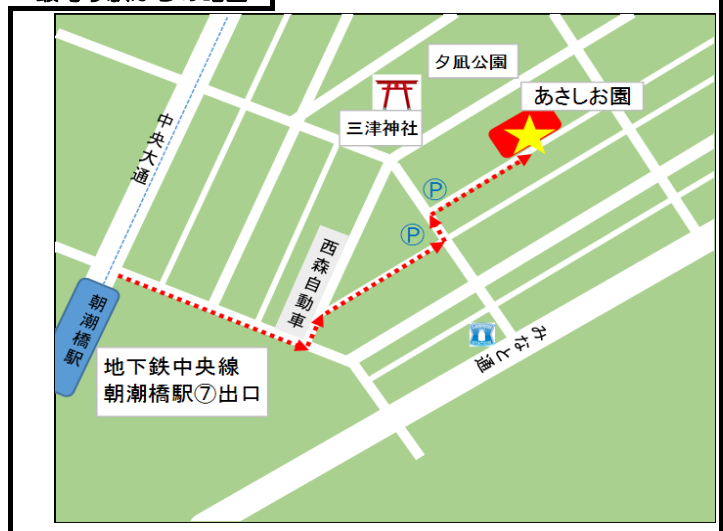 夕凪公園
あさしお園
三津神社
中央大通
Ⓟ
Ⓟ
西森自動車
朝潮橋駅
みなと通
地下鉄中央線
朝潮橋駅⑦出口